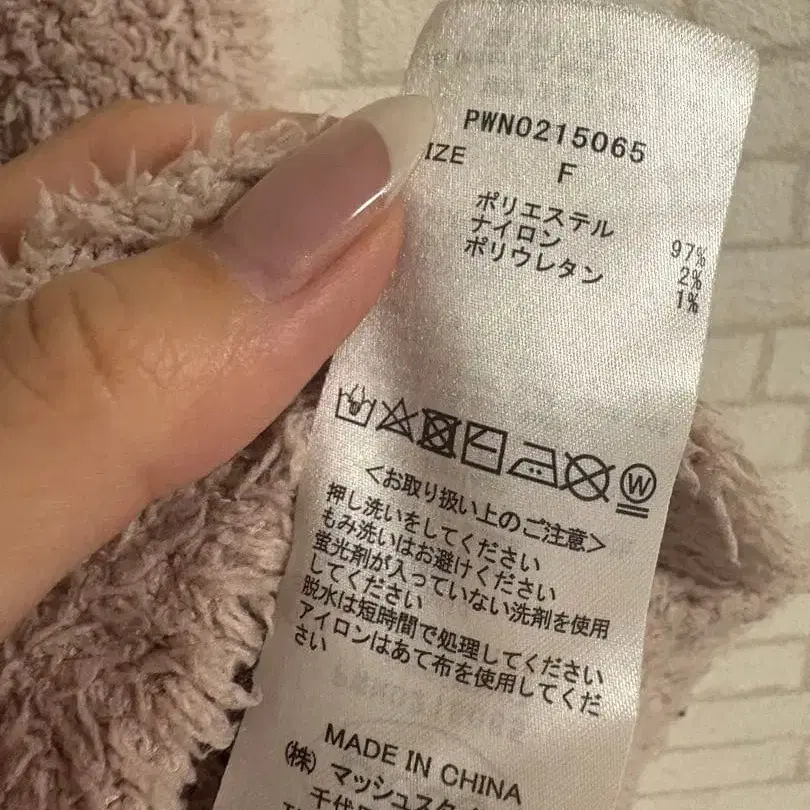 PWN0215065
IZE F
ポリエステル 97%
ナイロン 2%
ポリウレタン 1%
W
<お取り扱い上のご注意>
押し洗いをしてください
もみ洗いはお避けください
蛍光剤が入っていない洗剤を使用
してください
脱水は短時間で処理してください
アイロンはあて布を使用してくだ
さい
MADE IN CHINA
(株) マッシュスタイ
千代